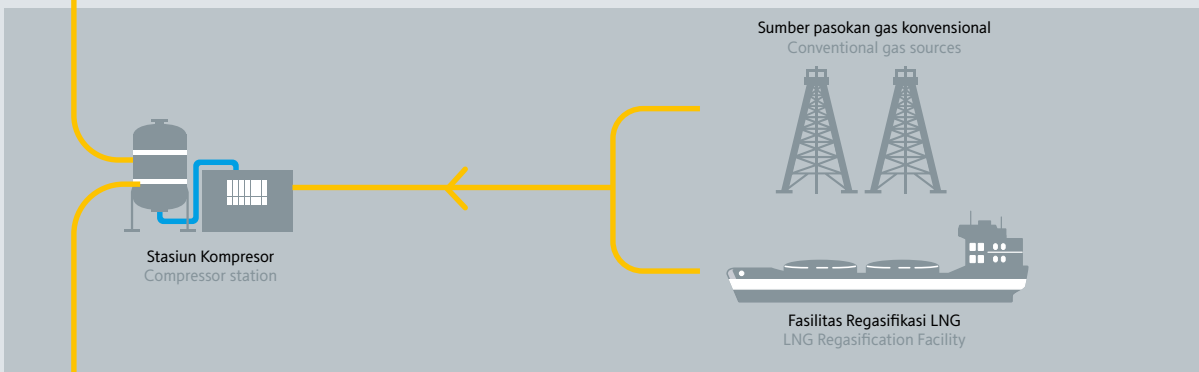 Sumber pasokan gas konvensional
Conventional gas sources
Stasiun Kompresor
Compressor station
Fasilitas Regasifikasi LNG
LNG Regasification Facility